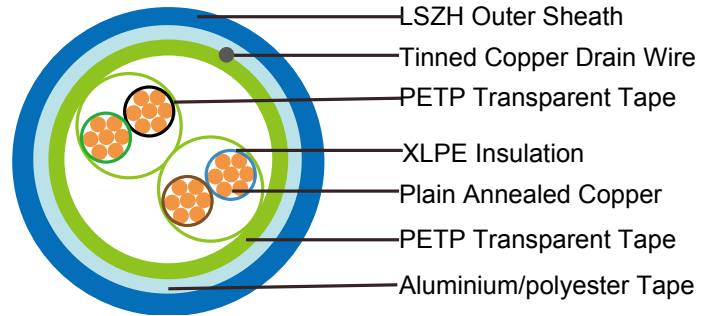 LSZH Outer Sheath
Tinned Copper Drain Wire
PETP Transparent Tape
XLPE Insulation
Plain Annealed Copper
PETP Transparent Tape
Aluminium/polyester Tape